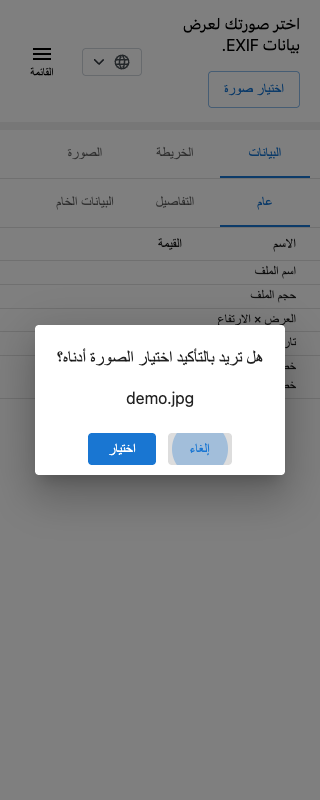 اختر صورتك لعرض
بيانات EXIF.
القائمة
اختيار صورة
البيانات
الخريطة
الصورة
عام
التفاصيل
البيانات الخام
الاسم
القيمة
اسم الملف
حجم الملف
العرض × الارتفاع
هل تريد بالتأكيد اختيار الصورة أدناه؟
demo.jpg
إلغاء
اختيار